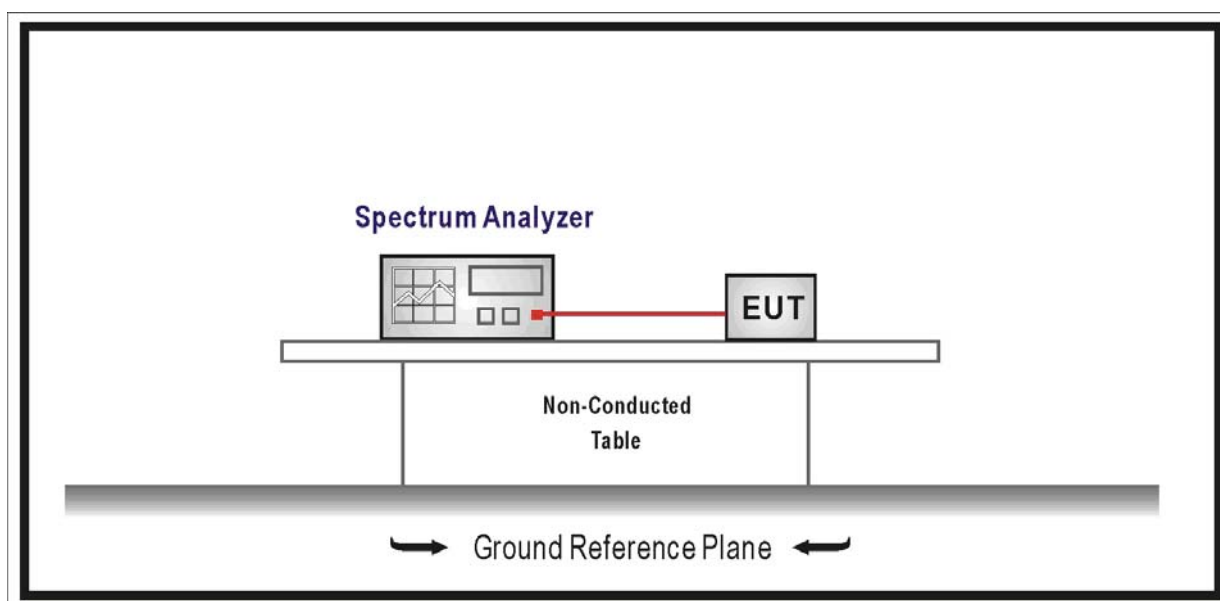 Spectrum Analyzer
EUT
Non-Conducted
Table
Ground Reference Plane